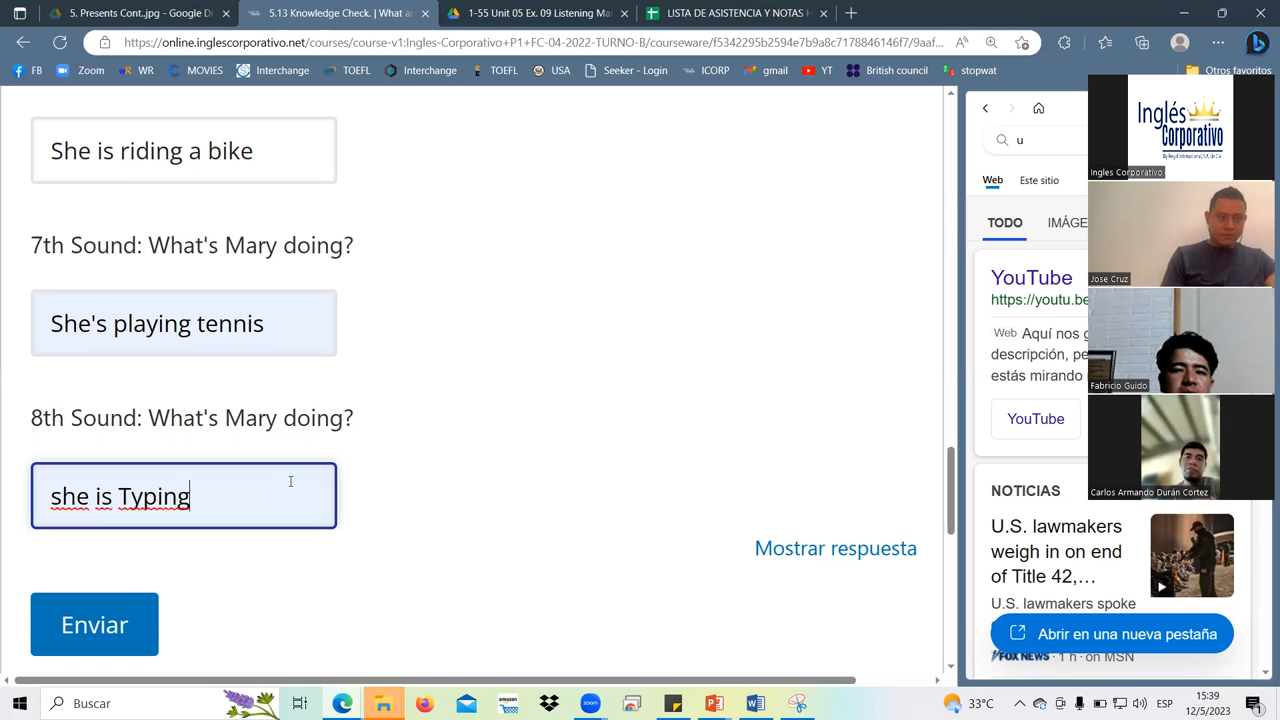 Cont..ppt - Google D
5.13 Knowledge Check. | What a
1-55 Unit 05 Ex. 09 Listening Ma
LISTA DE ASISTENCIA Y NOTAS H
https://online.inglescorporativo.net/courses/course-v1:Ingles-Corporativo+P1+FC-04-2022-TURNO-B/courseware/f5342295b2594e7b9a8c7178846146f7/9aaf...
FB
Zoom
WR
MOVIES
Interchange
TOEFL
Interchange
TOEFL
USA
Seeker - Login
ICORP
gmail
YT
British council
stopwat
Otros favoritos
She is riding a bike
7th Sound: What's Mary doing?
She's playing tennis
8th Sound: What's Mary doing?
she is Typing
Mostrar respuesta
Enviar
u
Web
Este sitio
TODO
IMÁGE
YouTube
https://youtu.be
Web Aquí nos
descripción, pe
estás mirando
YouTube
NOTICIAS
U.S. lawmakers
weigh in on end
of Title 42,...
U.S. lawmakers spoke
Abrir en una nueva pestaña
FOX NEWS · 1 h · on MSN
Inglés
Corporativo
Ingles Corporativo
Jose Cruz
Fabricio Guido
Carlos Armando Durán Cortez
Buscar
amazon
zoom
33°C
ESP
15:39
12/5/2023
1